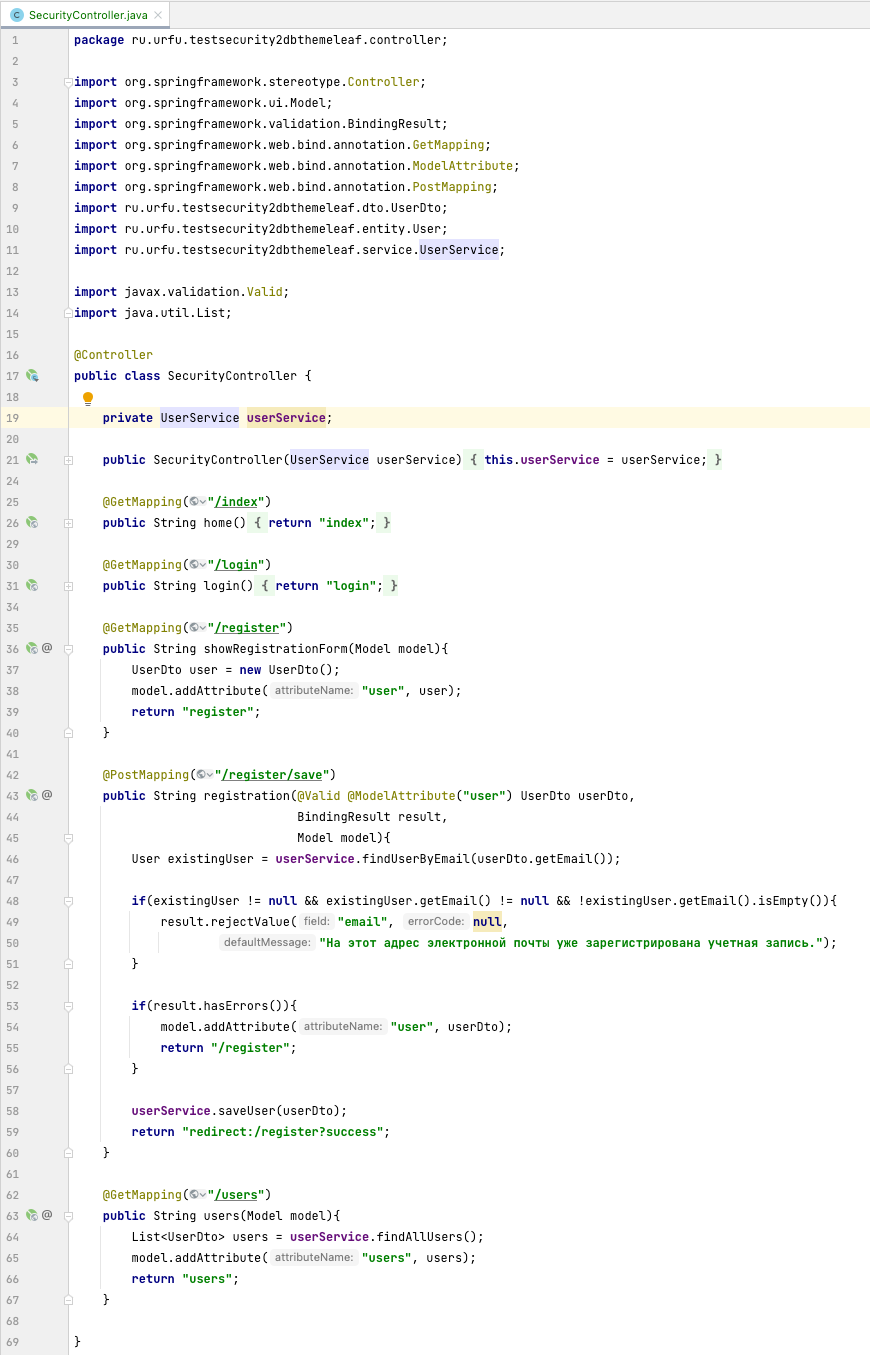 SecurityController.java
1 package ru.urfu.testsecurity2dbthemeleaf.controller;
2
3 import org.springframework.stereotype.Controller;
4 import org.springframework.ui.Model;
5 import org.springframework.validation.BindingResult;
6 import org.springframework.web.bind.annotation.GetMapping;
7 import org.springframework.web.bind.annotation.ModelAttribute;
8 import org.springframework.web.bind.annotation.PostMapping;
9 import ru.urfu.testsecurity2dbthemeleaf.dto.UserDto;
10 import ru.urfu.testsecurity2dbthemeleaf.entity.User;
11 import ru.urfu.testsecurity2dbthemeleaf.service.UserService;
12
13 import javax.validation.Valid;
14 import java.util.List;
15
16 @Controller
17 public class SecurityController {
18
19 private UserService userService;
20
21 public SecurityController(UserService userService) { this.userService = userService; }
24
25 @GetMapping("/index")
26 public String home() { return "index"; }
29
30 @GetMapping("/login")
31 public String login() { return "login"; }
34
35 @GetMapping("/register")
36 @ public String showRegistrationForm(Model model){
37 UserDto user = new UserDto();
38 model.addAttribute( attributeName: "user", user);
39 return "register";
40 }
41
42 @PostMapping("/register/save")
43 @ public String registration(@Valid @ModelAttribute("user") UserDto userDto,
44 BindingResult result,
45 Model model){
46 User existingUser = userService.findUserByEmail(userDto.getEmail());
47
48 if(existingUser != null && existingUser.getEmail() != null && !existingUser.getEmail().isEmpty()){
49 result.rejectValue( field: "email", errorCode: null,
50 defaultMessage: "На этот адрес электронной почты уже зарегистрирована учетная запись.");
51 }
52
53 if(result.hasErrors()){
54 model.addAttribute( attributeName: "user", userDto);
55 return "/register";
56 }
57
58 userService.saveUser(userDto);
59 return "redirect:/register?success";
60 }
61
62 @GetMapping("/users")
63 @ public String users(Model model){
64 List<UserDto> users = userService.findAllUsers();
65 model.addAttribute( attributeName: "users", users);
66 return "users";
67 }
68
69 }